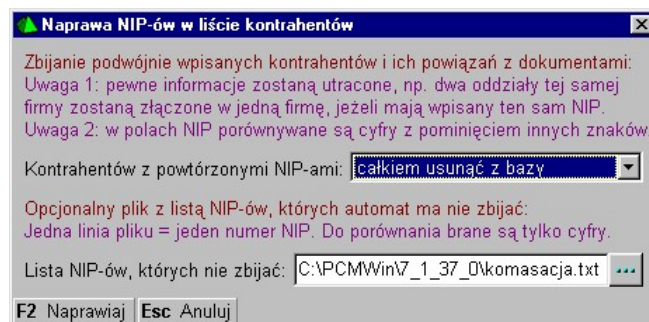 Naprawa NIP-ów w liście kontrahentów
Zbijanie podwójnie wpisanych kontrahentów i ich powiązań z dokumentami:
Uwaga 1: pewne informacje zostaną utracone, np. dwa oddziały tej samej
firmy zostaną złączone w jedną firmę, jeżeli mają wpisany ten sam NIP.
Uwaga 2: w polach NIP porównywane są cyfry z pominięciem innych znaków
Kontrahentów z powtórzonymi NIP-ami: całkiem usunąć z bazy
Opcjonalny plik z listą NIP-ów, których automat ma nie zbijać:
Jedna linia pliku = jeden numer NIP. Do porównania brane są tylko cyfry.
Lista NIP-ów, których nie zbijać: C:\PCMWin\7_1_37_0\komasacja.txt ...
F2 Naprawiaj Esc Anuluj